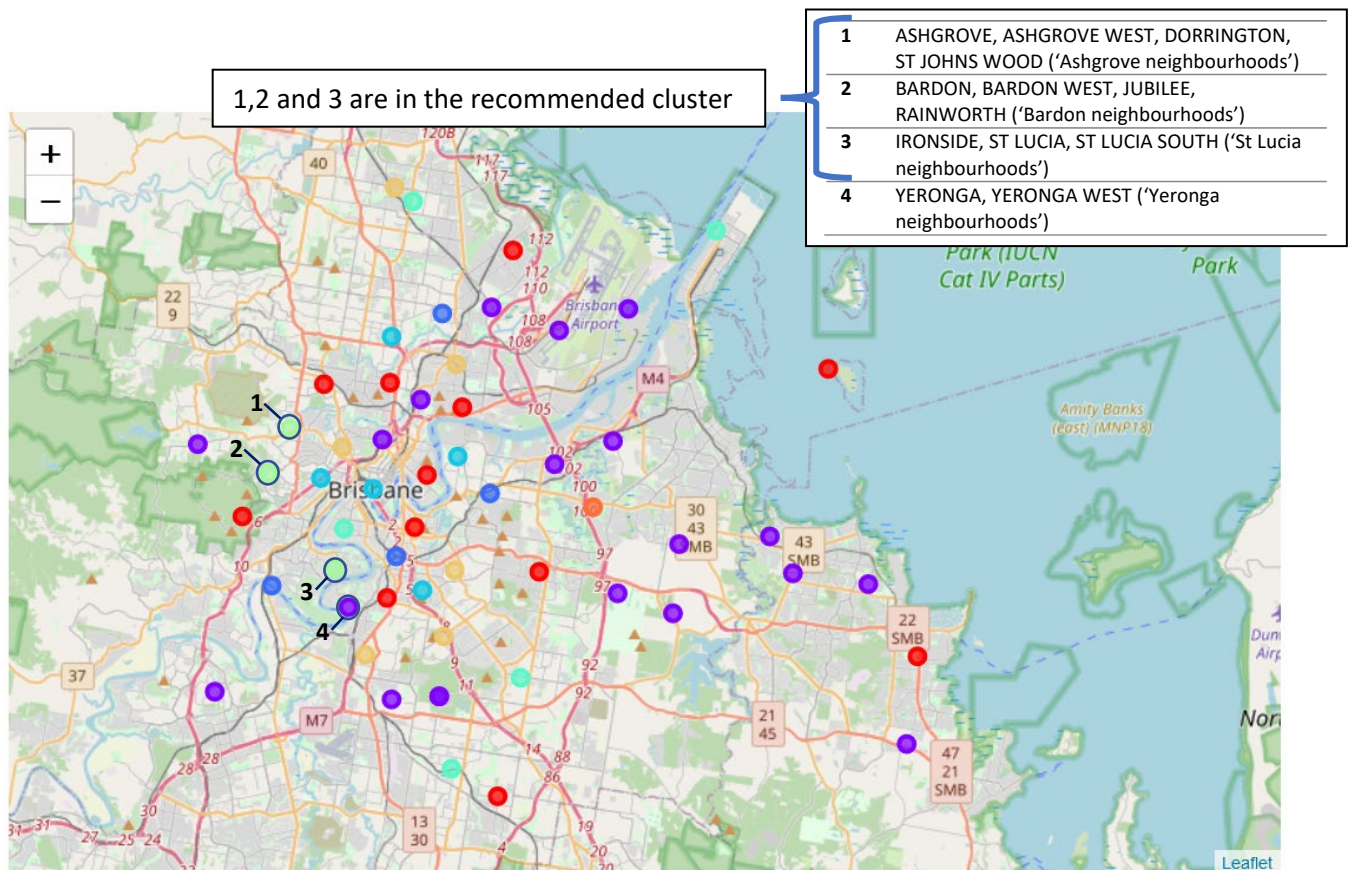 1 ASHGROVE, ASHGROVE WEST, DORRINGTON,
ST JOHNS WOOD (‘Ashgrove neighbourhoods’)
2 BARDON, BARDON WEST, JUBILEE,
RAINWORTH (‘Bardon neighbourhoods’)
3 IRONSIDE, ST LUCIA, ST LUCIA SOUTH (‘St Lucia
neighbourhoods’)
4 YERONGA, YERONGA WEST (‘Yeronga
neighbourhoods’)
1,2 and 3 are in the recommended cluster
+
−
120B
40
117
117
112
112
110
108
108
Park (IUCN
Cat IV Parts)
Park
22
9
Brisbane
Airport
M4
105
Amity Banks
(east) (MNP18)
1
2
102
102
100
Brisbane
30
43
43
SMB
6
2
10
97
97
5
3
4
22
SMB
37
9
11
92
92
M7
21
45
14
88
86
47
21
SMB
28
28
30
31
31
27
25
24
13
30
4
19
20
20
22
Leaflet